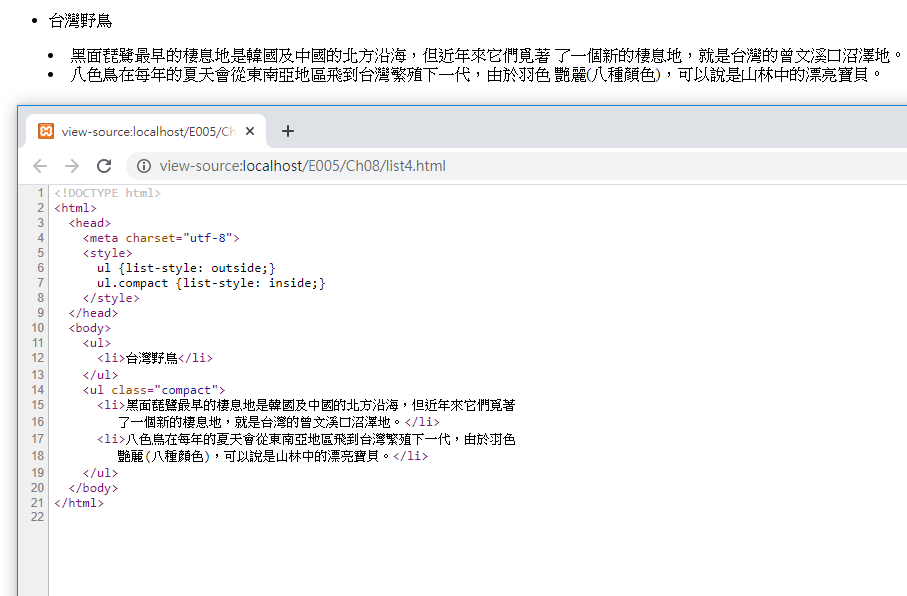 • 台灣野鳥
• 黑面琵鷺最早的棲息地是韓國及中國的北方沿海，但近年來它們覓著 了一個新的棲息地，就是台灣的曾文溪口沼澤地。
• 八色鳥在每年的夏天會從東南亞地區飛到台灣繁殖下一代，由於羽色 艷麗(八種顏色)，可以說是山林中的漂亮寶貝。
view-source:localhost/E005/Ch
view-source:localhost/E005/Ch08/list4.html
1 <!DOCTYPE html>
2 <html>
3 <head>
4 <meta charset="utf-8">
5 <style>
6 ul {list-style: outside;}
7 ul.compact {list-style: inside;}
8 </style>
9 </head>
10 <body>
11 <ul>
12 <li>台灣野鳥</li>
13 </ul>
14 <ul class="compact">
15 <li>黑面琵鷺最早的棲息地是韓國及中國的北方沿海，但近年來它們覓著
16 了一個新的棲息地，就是台灣的曾文溪口沼澤地。</li>
17 <li>八色鳥在每年的夏天會從東南亞地區飛到台灣繁殖下一代，由於羽色
18 艷麗(八種顏色)，可以說是山林中的漂亮寶貝。</li>
19 </ul>
20 </body>
21 </html>
22